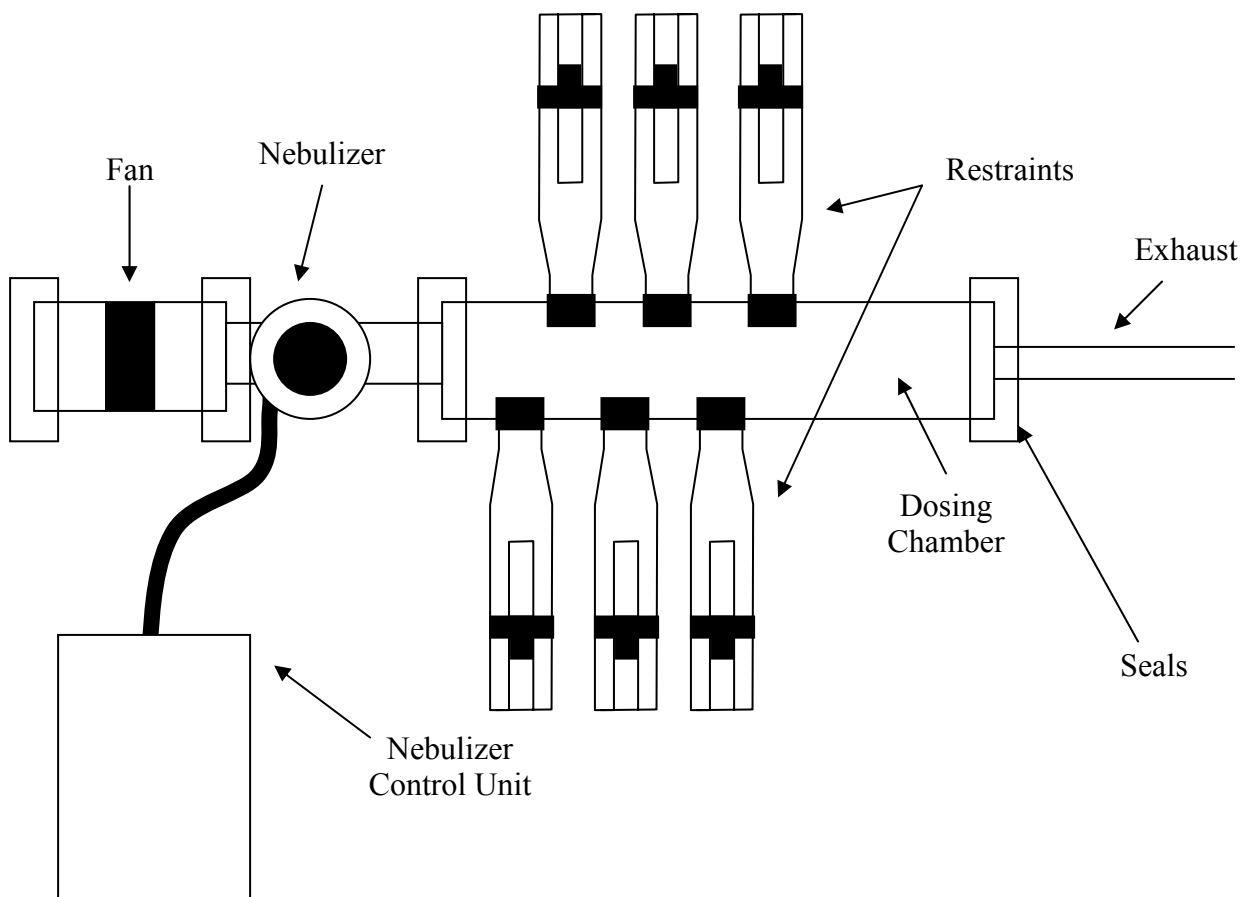 Nebulizer
Fan
Restraints
Exhaust
Dosing
Chamber
Seals
Nebulizer
Control Unit